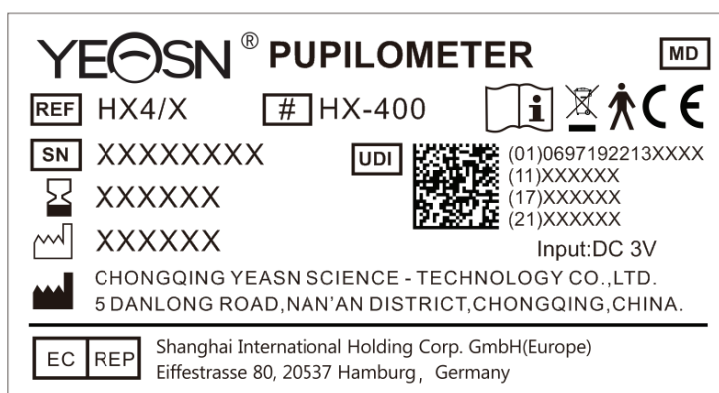 YEASN® PUPILOMETER MD
REF HX4/X # HX-400 i CE
SN XXXXXXXX UDI (01)0697192213XXXX
(11)XXXXXX
XXXXXX (17)XXXXXX
(21)XXXXXX
XXXXXX Input:DC 3V
CHONGQING YEASN SCIENCE - TECHNOLOGY CO.,LTD.
5 DANLONG ROAD,NAN'AN DISTRICT,CHONGQING,CHINA.
EC REP Shanghai International Holding Corp. GmbH(Europe)
Eiffestrasse 80, 20537 Hamburg, Germany